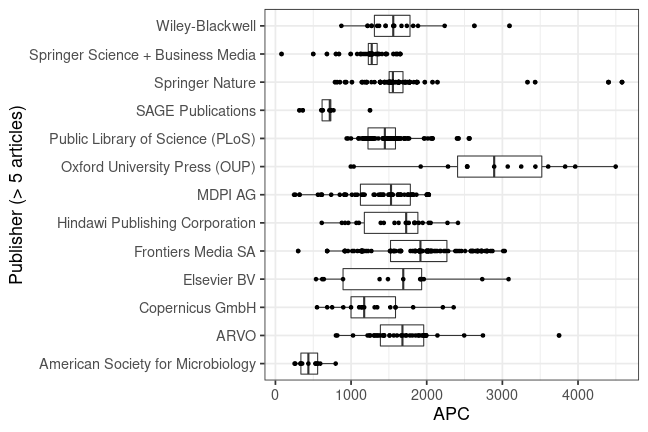 Publisher (> 5 articles)
Wiley-Blackwell
Springer Science + Business Media
Springer Nature
SAGE Publications
Public Library of Science (PLoS)
Oxford University Press (OUP)
MDPI AG
Hindawi Publishing Corporation
Frontiers Media SA
Elsevier BV
Copernicus GmbH
ARVO
American Society for Microbiology
0 1000 2000 3000 4000
APC